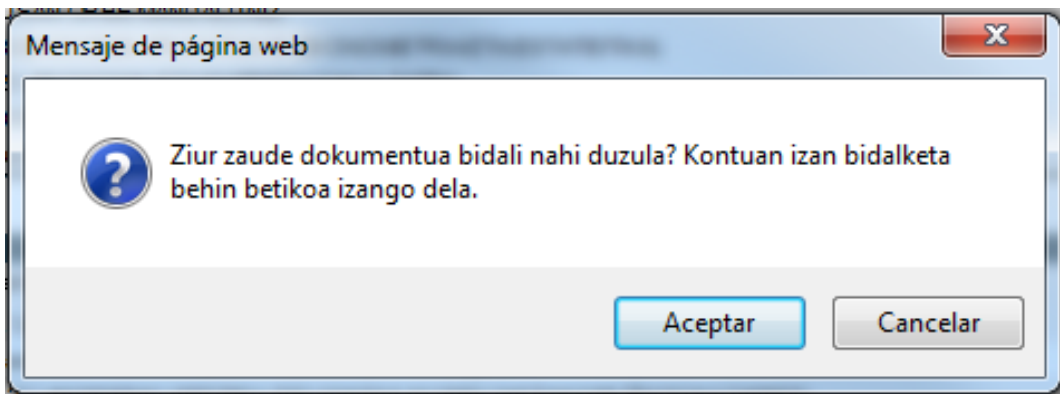 Mensaje de página web
Ziur zaude dokumentua bidali nahi duzula? Kontuan izan bidalketa
behin betikoa izango dela.
Aceptar
Cancelar